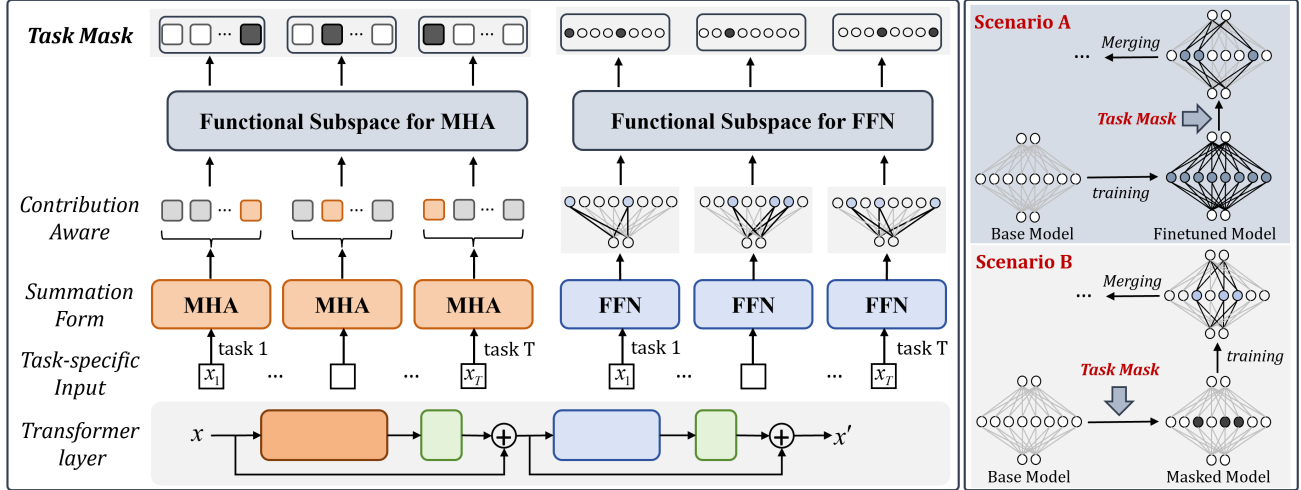 Task Mask
... ... ...
Functional Subspace for MHA
Functional Subspace for FFN
Contribution
Aware
... ... ...
Summation
Form
MHA MHA MHA
FFN FFN FFN
task 1 task T
task 1 task T
Task-specific
Input
x1 ... ... xT
x1 ... ... xT
Transformer
layer
x
+
+
x′
Scenario A
... Merging
Task Mask
training
Base Model
Finetuned Model
Scenario B
... Merging
training
Task Mask
Base Model
Masked Model